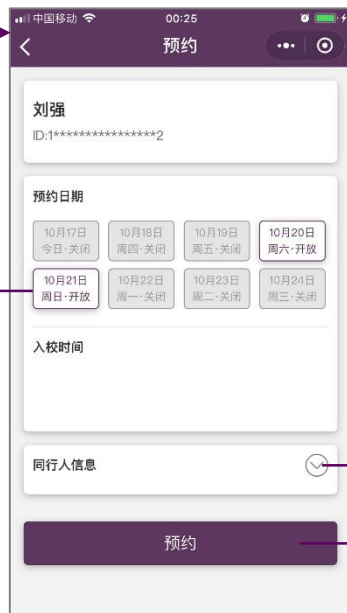 中国移动 00:25
预约
刘强
ID:1****************2
预约日期
10月17日 10月18日 10月19日 10月20日
今日·关闭 周四·关闭 周五·关闭 周六·开放
10月21日 10月22日 10月23日 10月24日
周日·开放 周一·关闭 周二·关闭 周三·关闭
入校时间
同行人信息
预约